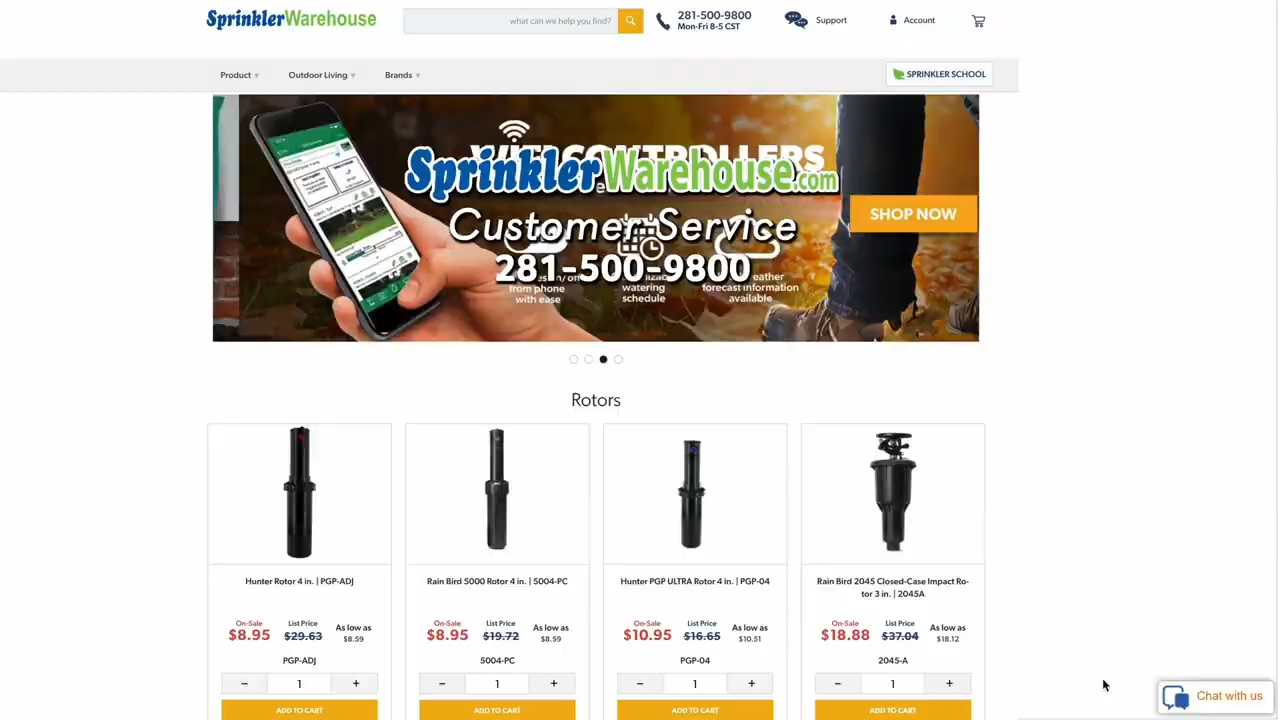 SprinklerWarehouse
what can we help you find?
281-500-9800
Mon-Fri 8-5 CST
Support
Account
Product
Outdoor Living
Brands
SPRINKLER SCHOOL
WIFI CONTROLLERS
SprinklerWarehouse.com
Customer Service
281-500-9800
SHOP NOW
from phone
with ease
watering
schedule
forecast information
available
Rotors
Hunter Rotor 4 in. | PGP-ADJ
Rain Bird 5000 Rotor 4 in. | 5004-PC
Hunter PGP ULTRA Rotor 4 in. | PGP-04
Rain Bird 2045 Closed-Case Impact Ro-
tor 3 in. | 2045A
On-Sale List Price As low as
$8.95 $29.63 $8.59
On-Sale List Price As low as
$8.95 $19.72 $8.59
On-Sale List Price As low as
$10.95 $16.65 $10.51
On-Sale List Price As low as
$18.88 $37.04 $18.12
PGP-ADJ
5004-PC
PGP-04
2045-A
− 1 +
− 1 +
− 1 +
− 1 +
ADD TO CART
ADD TO CART
ADD TO CART
ADD TO CART
Chat with us